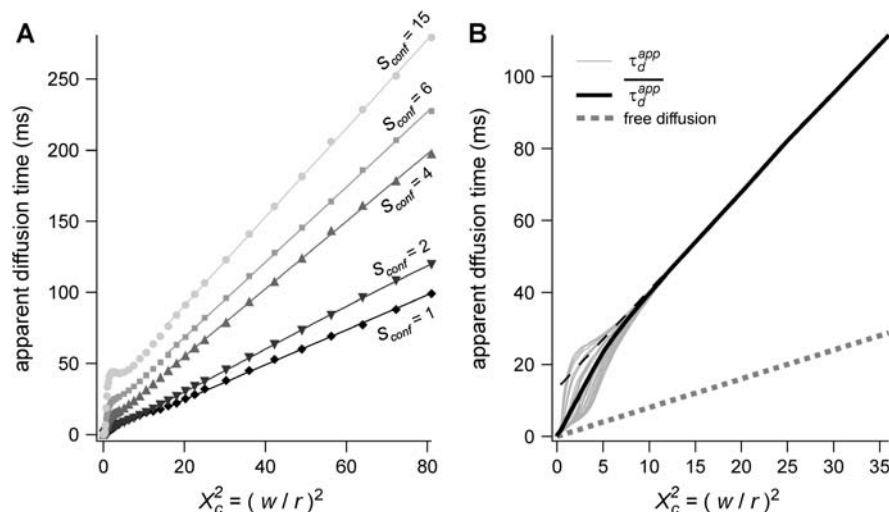 A
apparent diffusion time (ms)
250
200
150
100
50
0
S_conf = 15
S_conf = 6
S_conf = 4
S_conf = 2
S_conf = 1
0 20 40 60 80
X_c^2 = ( w / r )^2
B
apparent diffusion time (ms)
100
80
60
40
20
0
τ_d^app
τ_d^app
free diffusion
0 5 10 15 20 25 30 35
X_c^2 = ( w / r )^2